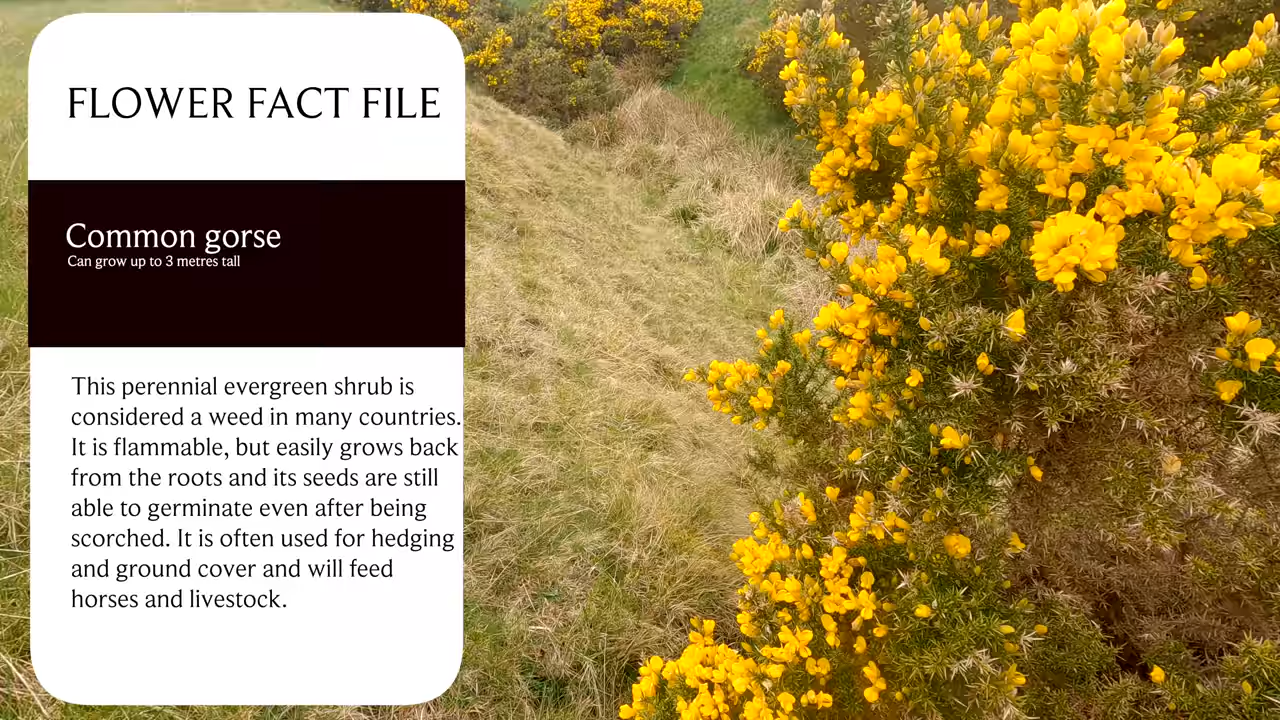 FLOWER FACT FILE
Common gorse
Can grow up to 3 metres tall
This perennial evergreen shrub is
considered a weed in many countries.
It is flammable, but easily grows back
from the roots and its seeds are still
able to germinate even after being
scorched. It is often used for hedging
and ground cover and will feed
horses and livestock.